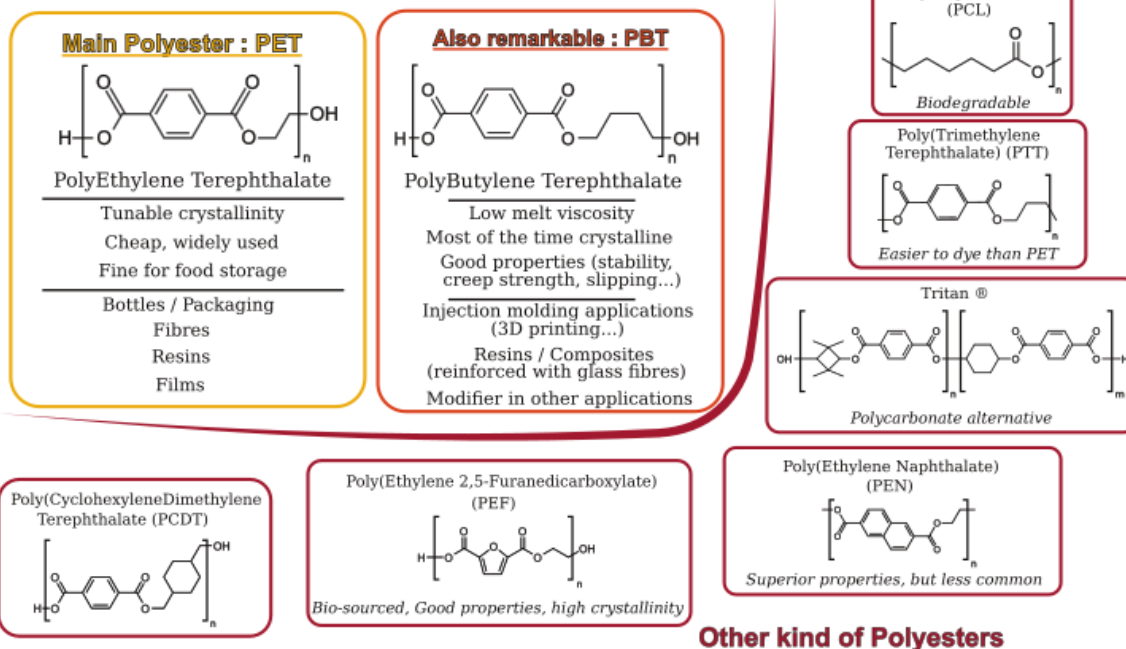 Main Polyester : PET
H
O
O
O
O
OH
n
PolyEthylene Terephthalate
Tunable crystallinity
Cheap, widely used
Fine for food storage
Bottles / Packaging
Fibres
Resins
Films
Also remarkable : PBT
H
O
O
O
O
OH
n
PolyButylene Terephthalate
Low melt viscosity
Most of the time crystalline
Good properties (stability,
creep strength, slipping...)
Injection molding applications
(3D printing...)
Resins / Composites
(reinforced with glass fibres)
Modifier in other applications
(PCL)
O
O
n
Biodegradable
Poly(Trimethylene
Terephthalate) (PTT)
O
O
O
O
n
Easier to dye than PET
Tritan ®
OH
O
O
O
O
n
O
O
O
O
H
m
Polycarbonate alternative
Poly(CyclohexyleneDimethylene
Terephthalate (PCDT)
OH
O
O
H
O
O
n
Poly(Ethylene 2,5-Furanedicarboxylate)
(PEF)
O
O
O
H
O
O
OH
n
Bio-sourced, Good properties, high crystallinity
Poly(Ethylene Naphthalate)
(PEN)
O
O
O
O
n
Superior properties, but less common
Other kind of Polyesters